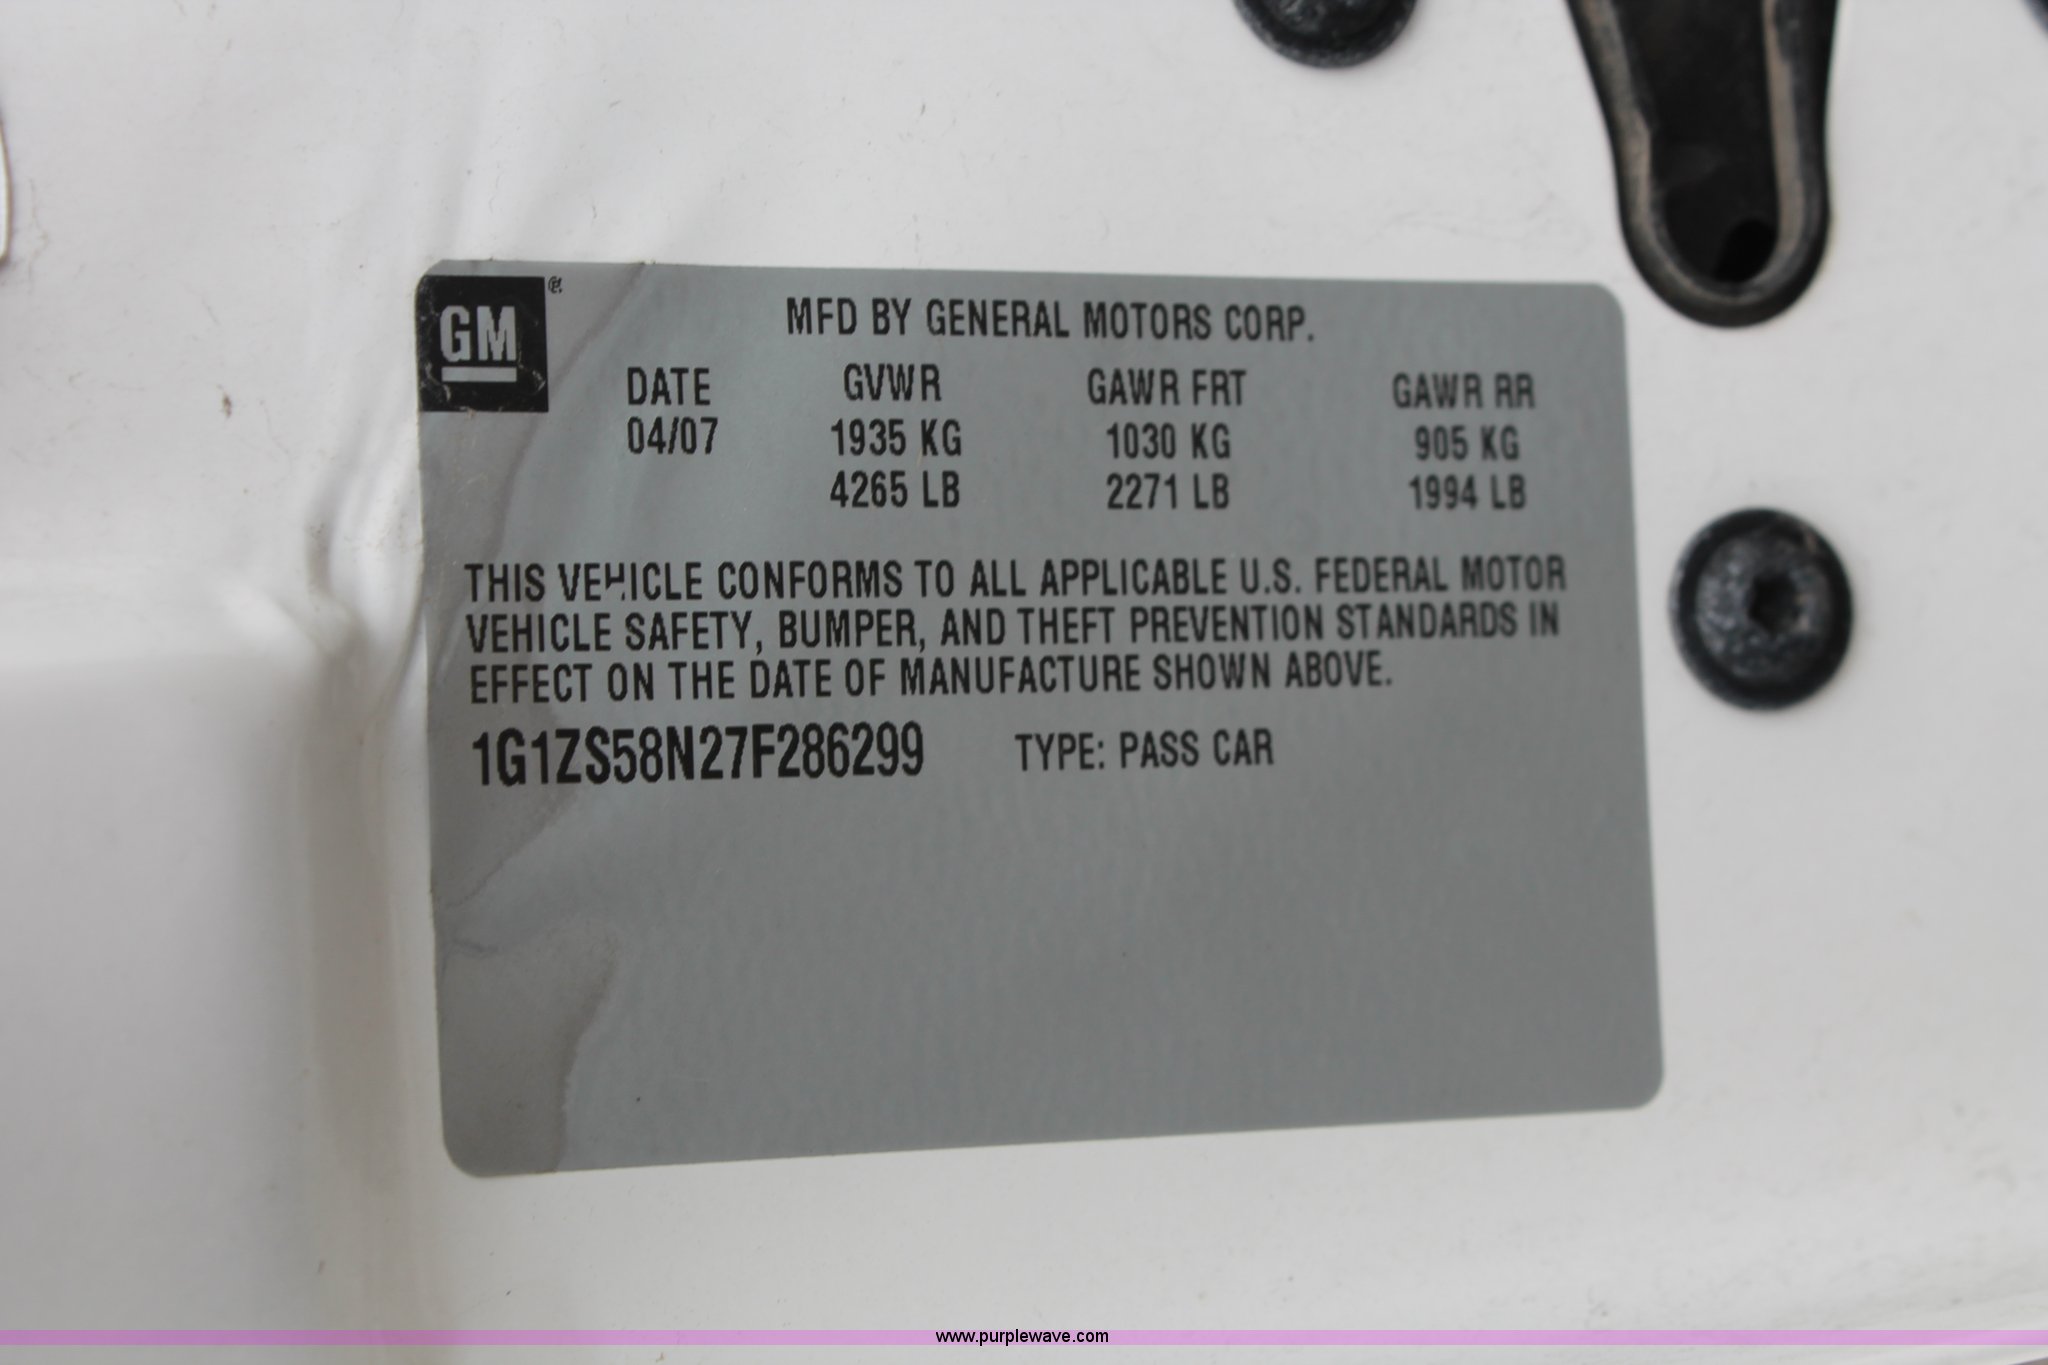 GM®
MFD BY GENERAL MOTORS CORP.
DATE GVWR GAWR FRT GAWR RR
04/07 1935 KG 1030 KG 905 KG
4265 LB 2271 LB 1994 LB
THIS VEHICLE CONFORMS TO ALL APPLICABLE U.S. FEDERAL MOTOR
VEHICLE SAFETY, BUMPER, AND THEFT PREVENTION STANDARDS IN
EFFECT ON THE DATE OF MANUFACTURE SHOWN ABOVE.
1G1ZS58N27F286299 TYPE: PASS CAR
www.purplewave.com